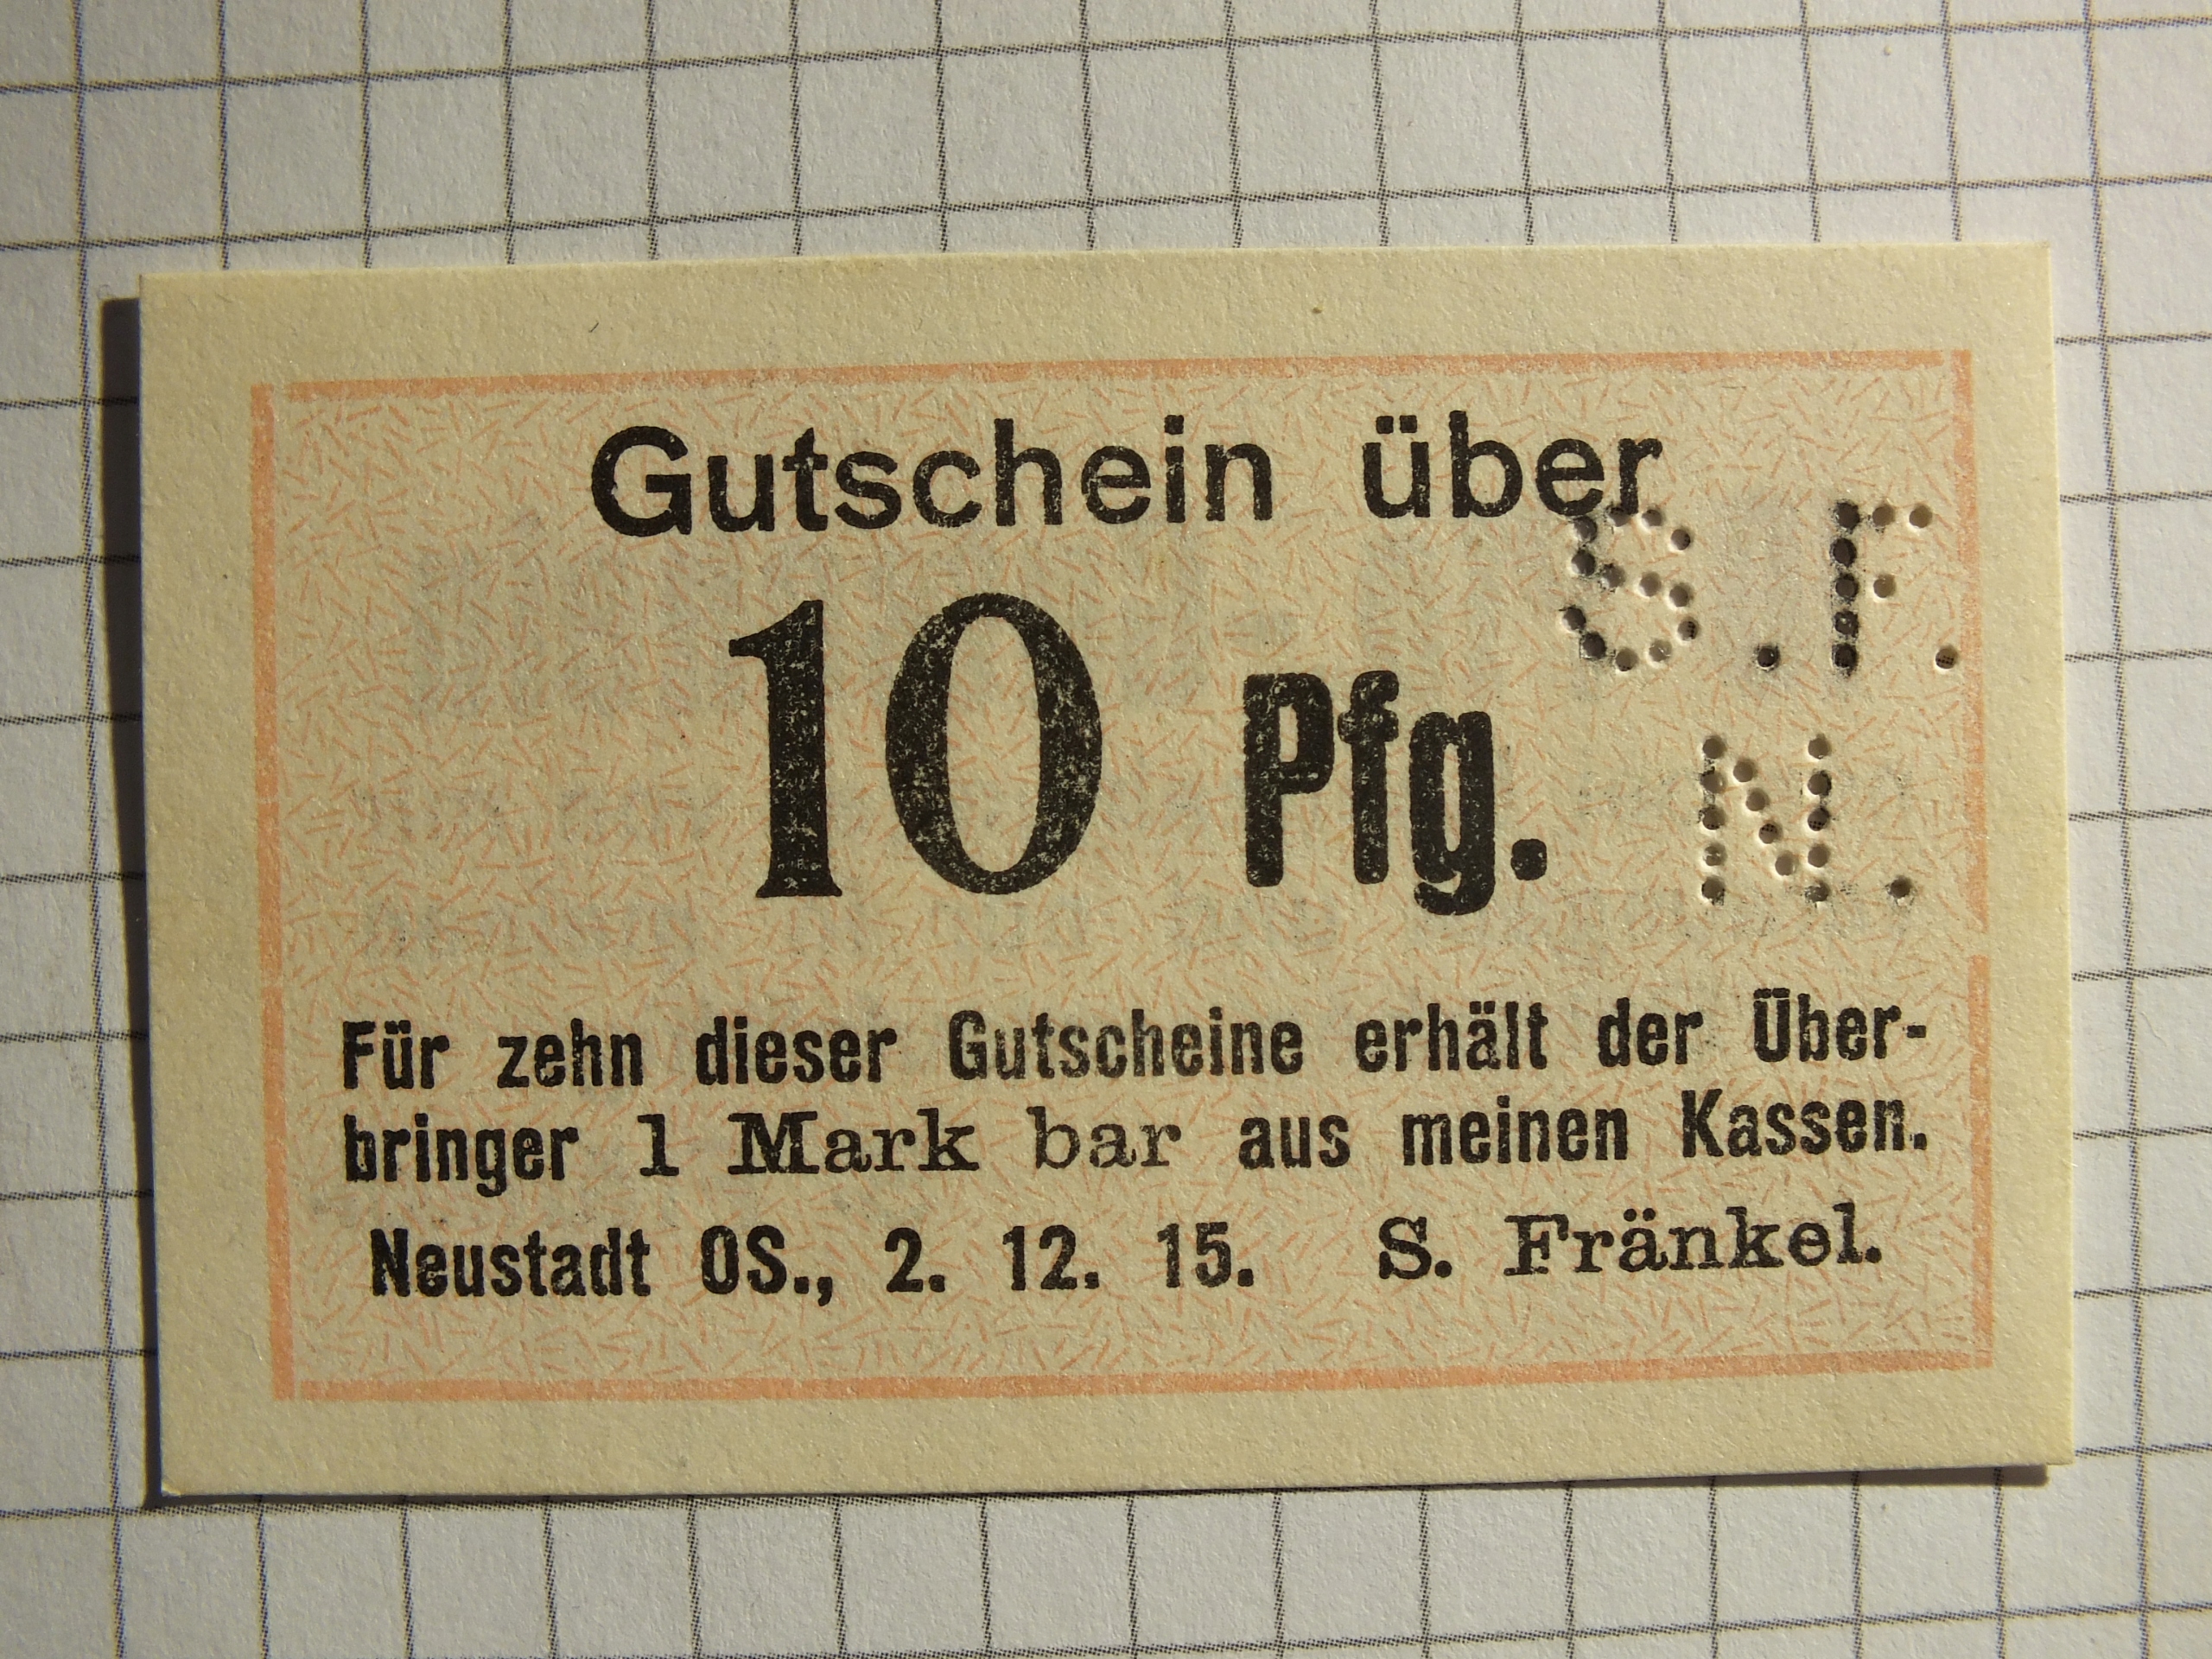 Gutschein über
10 Pfg.
S.F.
N.
Für zehn dieser Gutscheine erhält der Über-
bringer 1 Mark bar aus meinen Kassen.
Neustadt OS., 2. 12. 15. S. Fränkel.